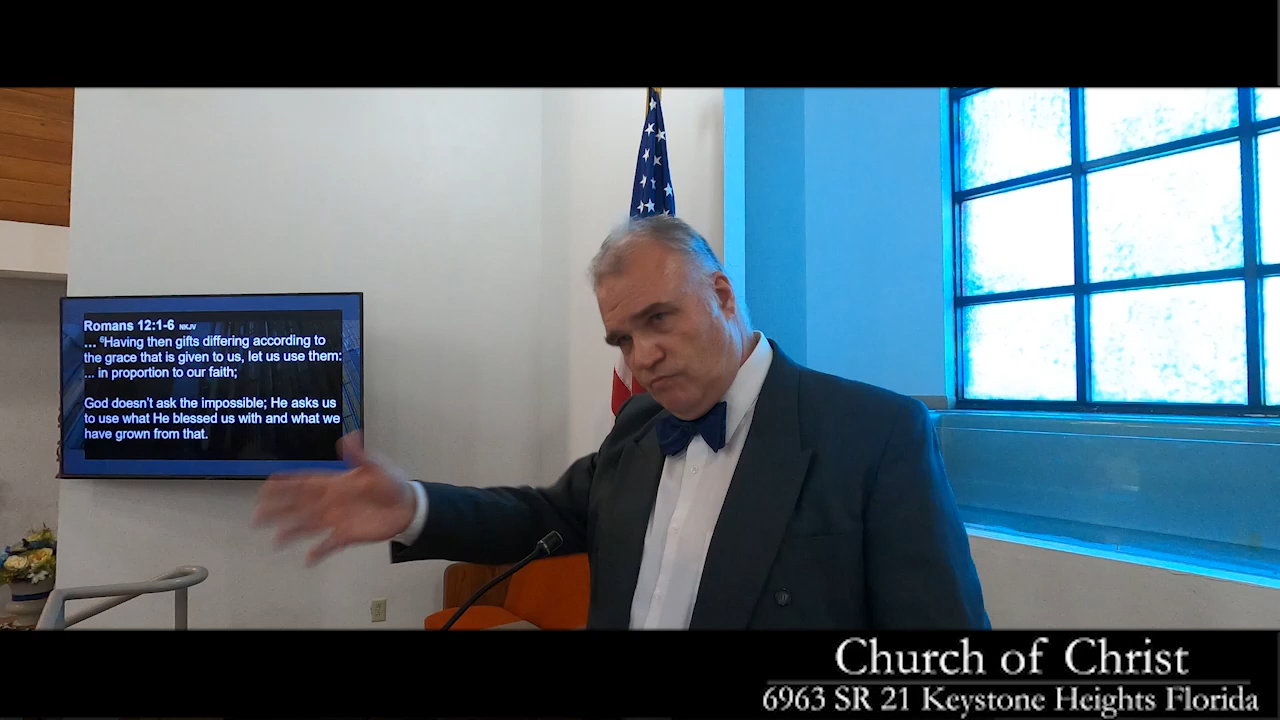 Romans 12:1-6 NKJV
... ⁶Having then gifts differing according to
the grace that is given to us, let us use them:
... in proportion to our faith;
God doesn't ask the impossible; He asks us
to use what He blessed us with and what we
have grown from that.
Church of Christ
6963 SR 21 Keystone Heights Florida